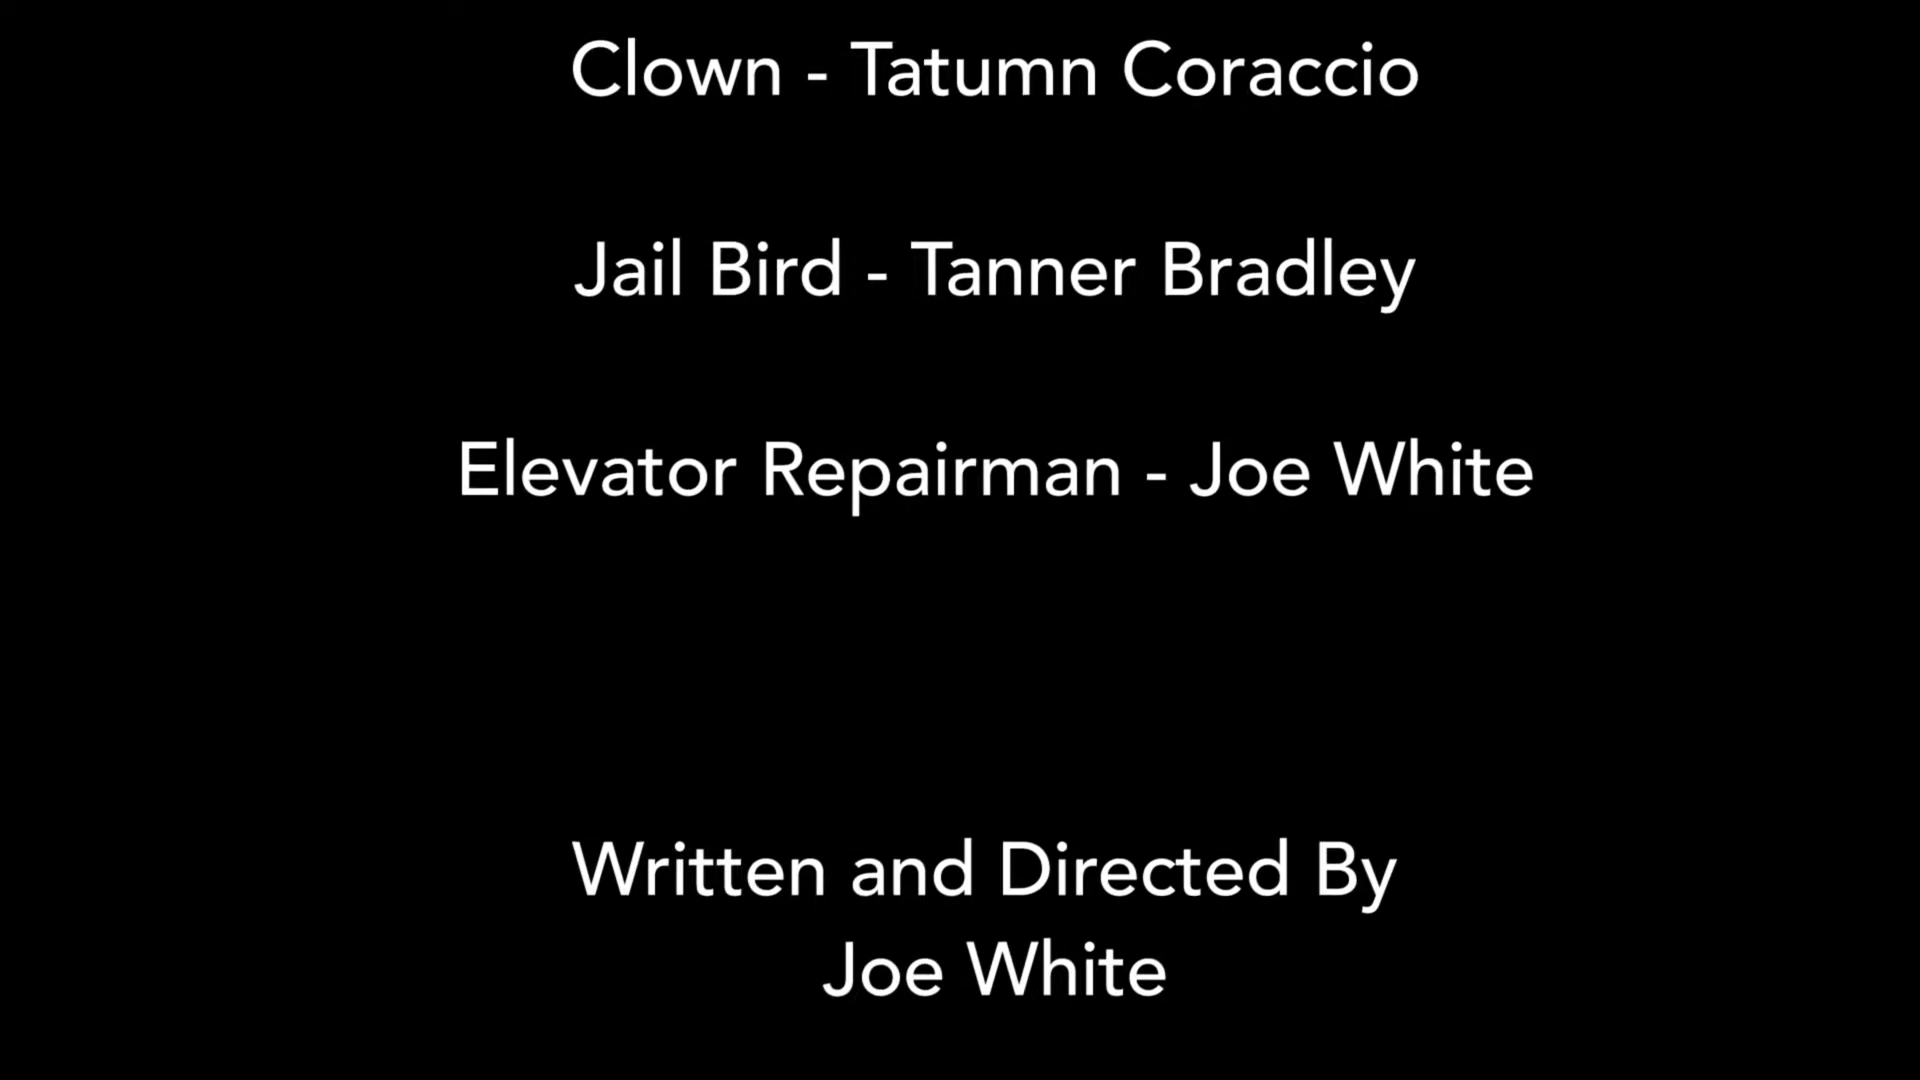 Clown - Tatumn Coraccio
Jail Bird - Tanner Bradley
Elevator Repairman - Joe White
Written and Directed By
Joe White